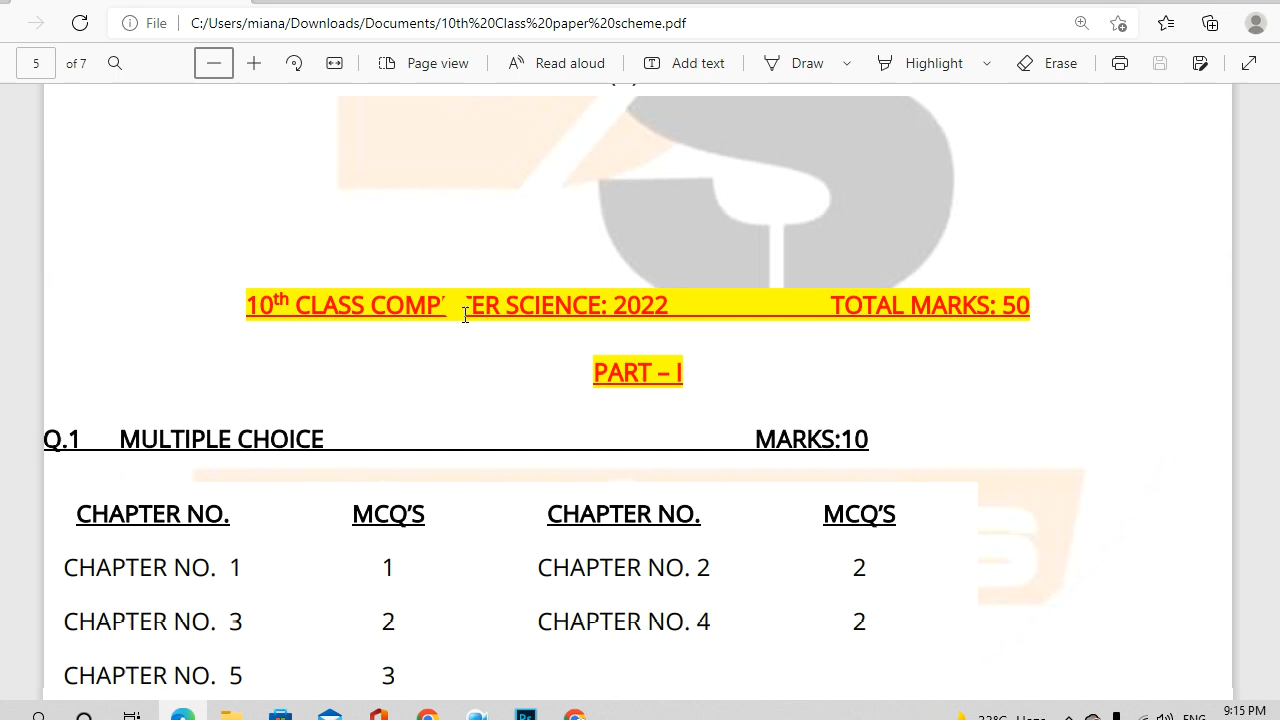 File C:/Users/miana/Downloads/Documents/10th%20Class%20paper%20scheme.pdf
5 of 7 Page view Read aloud Add text Draw Highlight Erase
10th CLASS COMP ER SCIENCE: 2022 TOTAL MARKS: 50
PART – I
Q.1 MULTIPLE CHOICE MARKS:10
CHAPTER NO. MCQ'S CHAPTER NO. MCQ'S
CHAPTER NO. 1 1 CHAPTER NO. 2 2
CHAPTER NO. 3 2 CHAPTER NO. 4 2
CHAPTER NO. 5 3
9:15 PM